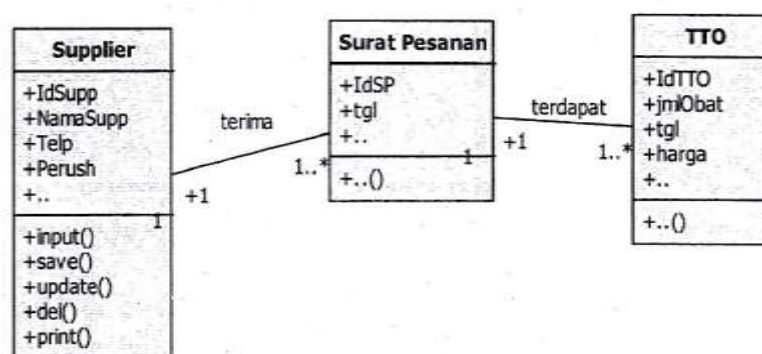 Supplier
+IdSupp
+NamaSupp
+Telp
+Perush
+..
1
+input()
+save()
+update()
+del()
+print()
terima
+1
1..*
Surat Pesanan
+IdSP
+tgl
+..
1
+..()
terdapat
+1
1..*
TTO
+IdTTO
+jmlObat
+tgl
+harga
+..
+..()